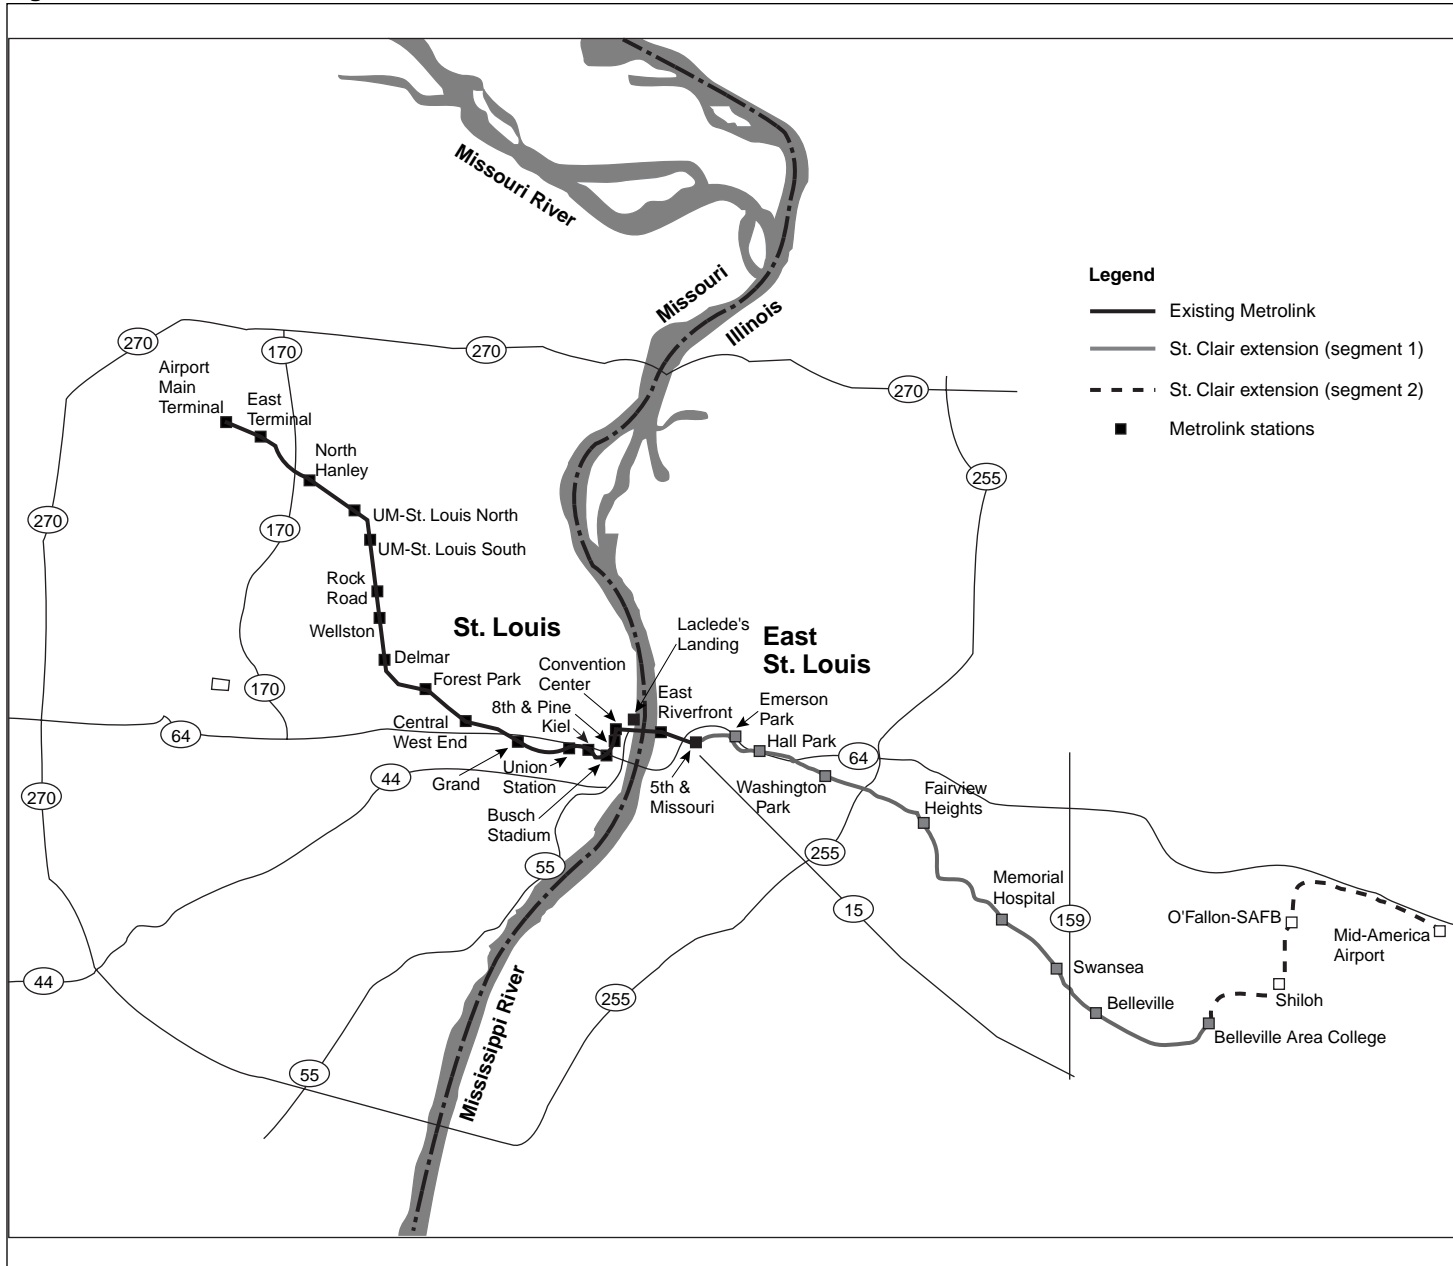 Missouri River
Missouri
Illinois
Legend
Existing Metrolink
St. Clair extension (segment 1)
St. Clair extension (segment 2)
Metrolink stations
270
170
270
270
Airport
Main
Terminal
East
Terminal
North
Hanley
255
270
170
UM-St. Louis North
UM-St. Louis South
Rock
Road
Wellston
St. Louis
Laclede's
Landing
East
St. Louis
Delmar
Forest Park
Convention
Center
170
8th & Pine
Kiel
East
Riverfront
Emerson
Park
Hall Park
64
Central
West End
64
Grand
Union
Station
44
270
Busch
Stadium
5th &
Missouri
Washington
Park
Fairview
Heights
55
255
Memorial
Hospital
15
159
O'Fallon-SAFB
Mid-America
Airport
44
Swansea
255
Belleville
Shiloh
Belleville Area College
55
Mississippi River